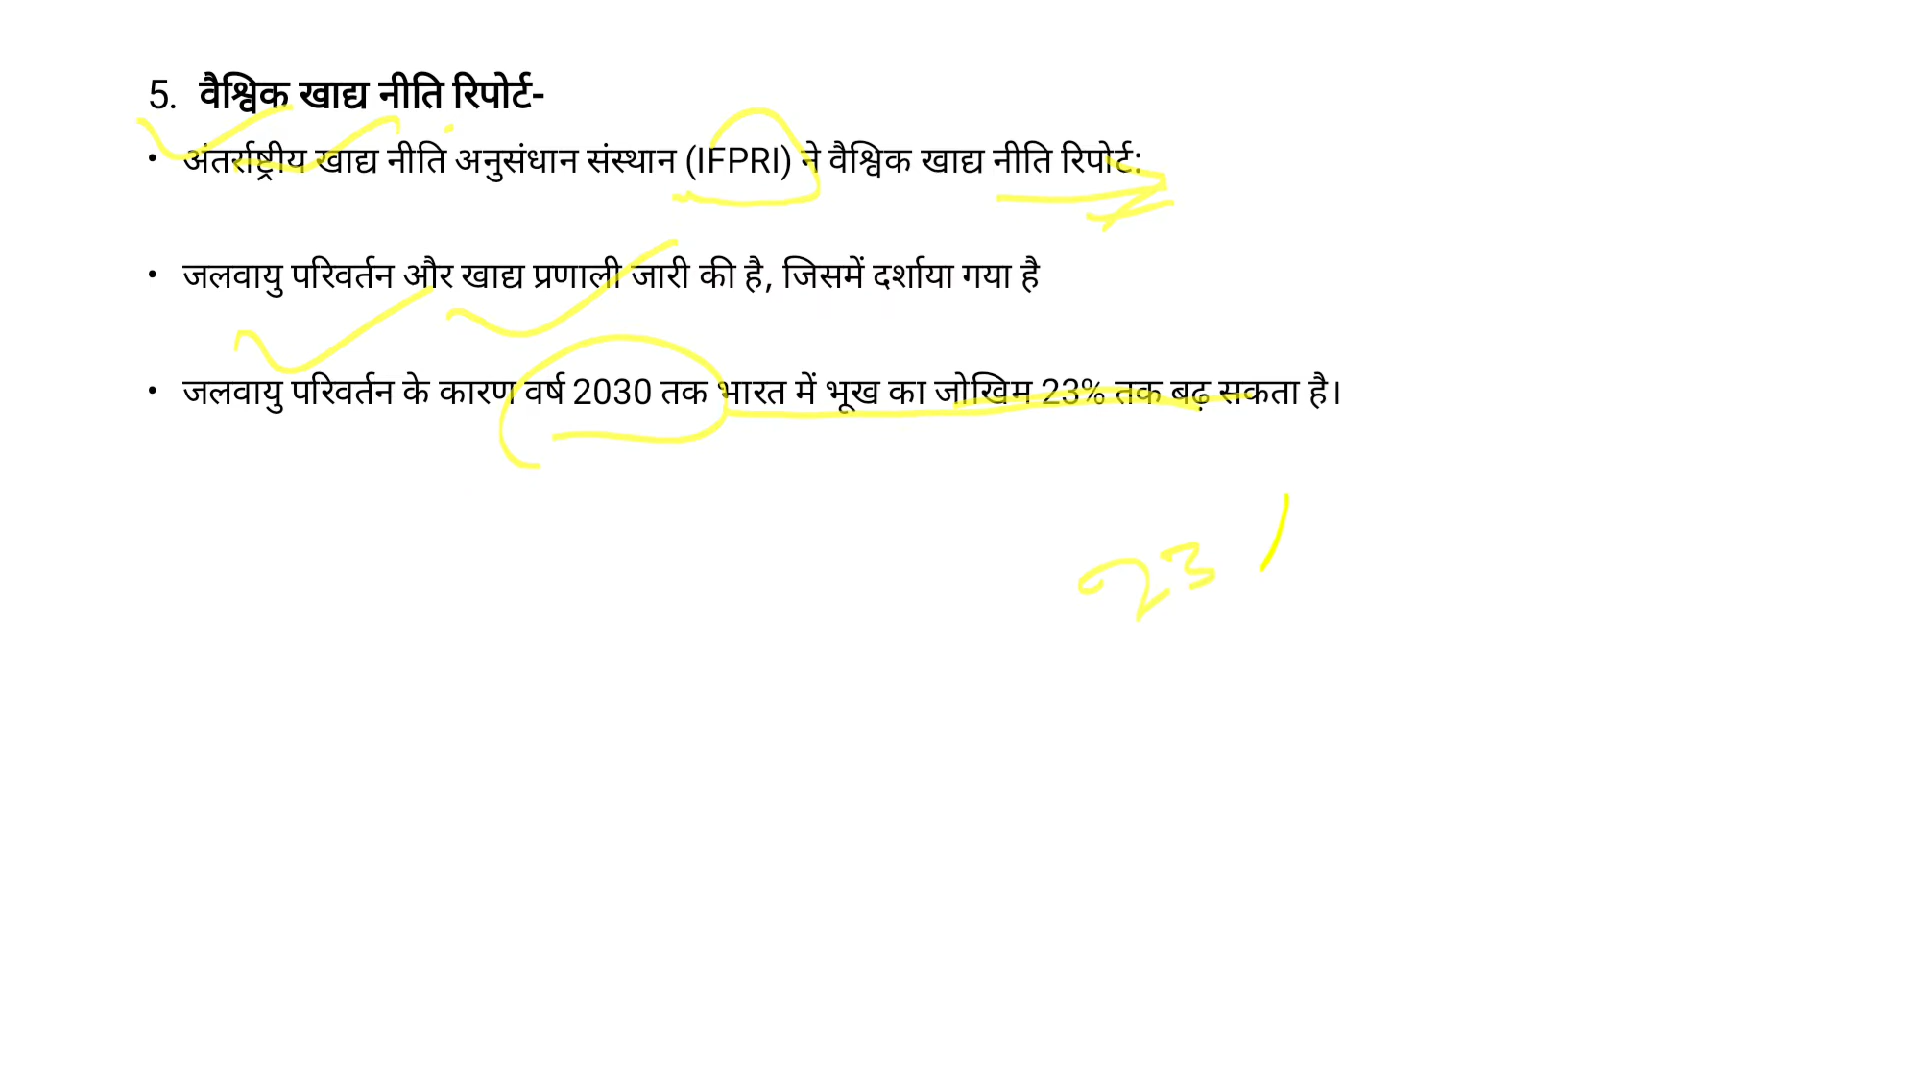 5. वैश्विक खाद्य नीति रिपोर्ट-
• अंतर्राष्ट्रीय खाद्य नीति अनुसंधान संस्थान (IFPRI) ने वैश्विक खाद्य नीति रिपोर्ट:
• जलवायु परिवर्तन और खाद्य प्रणाली जारी की है, जिसमें दर्शाया गया है
• जलवायु परिवर्तन के कारण वर्ष 2030 तक भारत में भूख का जोखिम 23% तक बढ़ सकता है।
23 /